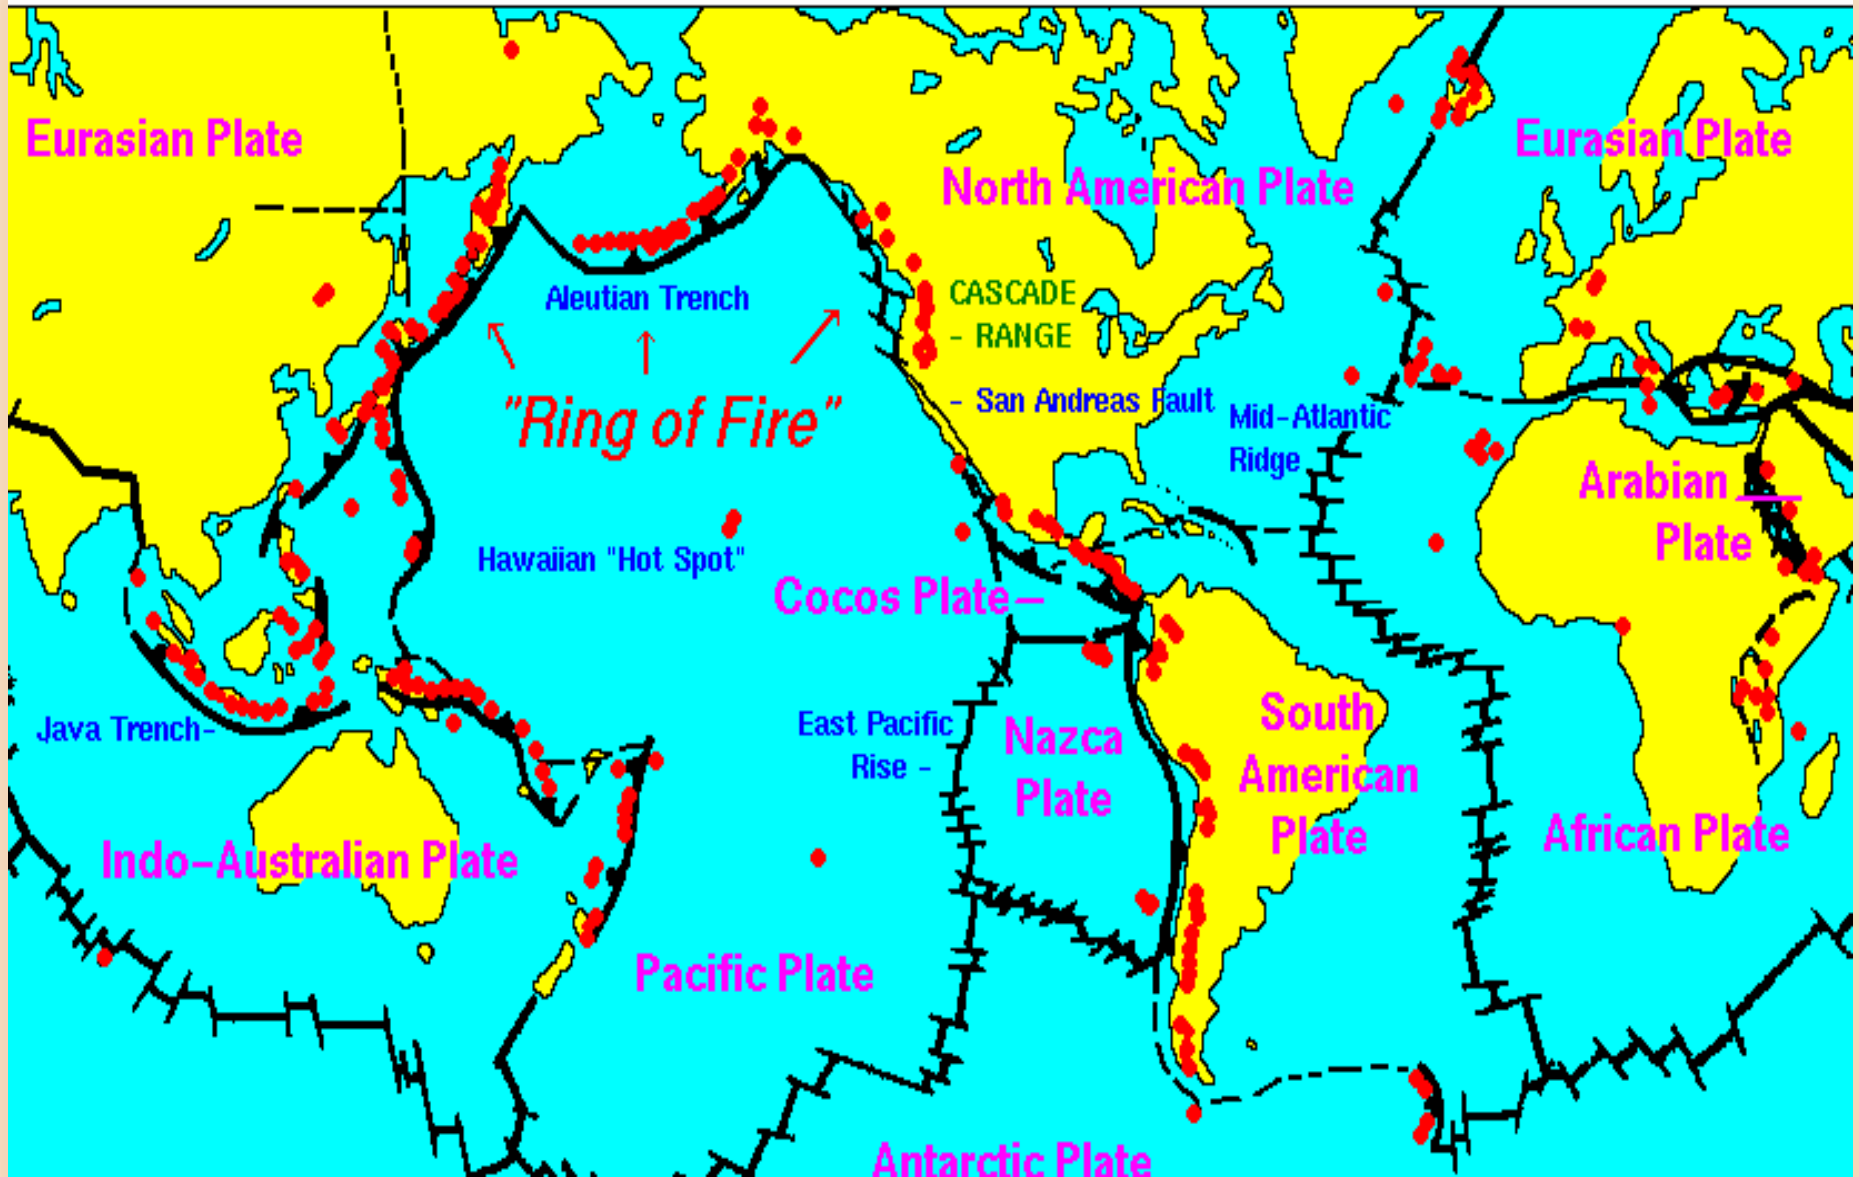 Eurasian Plate
Eurasian Plate
North American Plate
Aleutian Trench
CASCADE
- RANGE
"Ring of Fire"
- San Andreas Fault
Mid-Atlantic
Ridge
Arabian
Plate
Hawaiian "Hot Spot"
Cocos Plate-
Java Trench-
East Pacific
Rise -
Nazca
Plate
South
American
Plate
African Plate
Indo-Australian Plate
Pacific Plate
Antarctic Plate